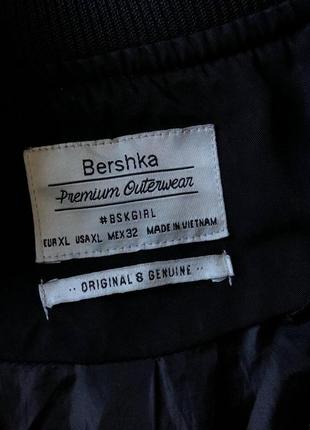 Bershka
Premium Outerwear
#BSKGIRL
EUR XL USA XL MEX 32 MADE IN VIETNAM
·· ORIGINAL & GENUINE ··